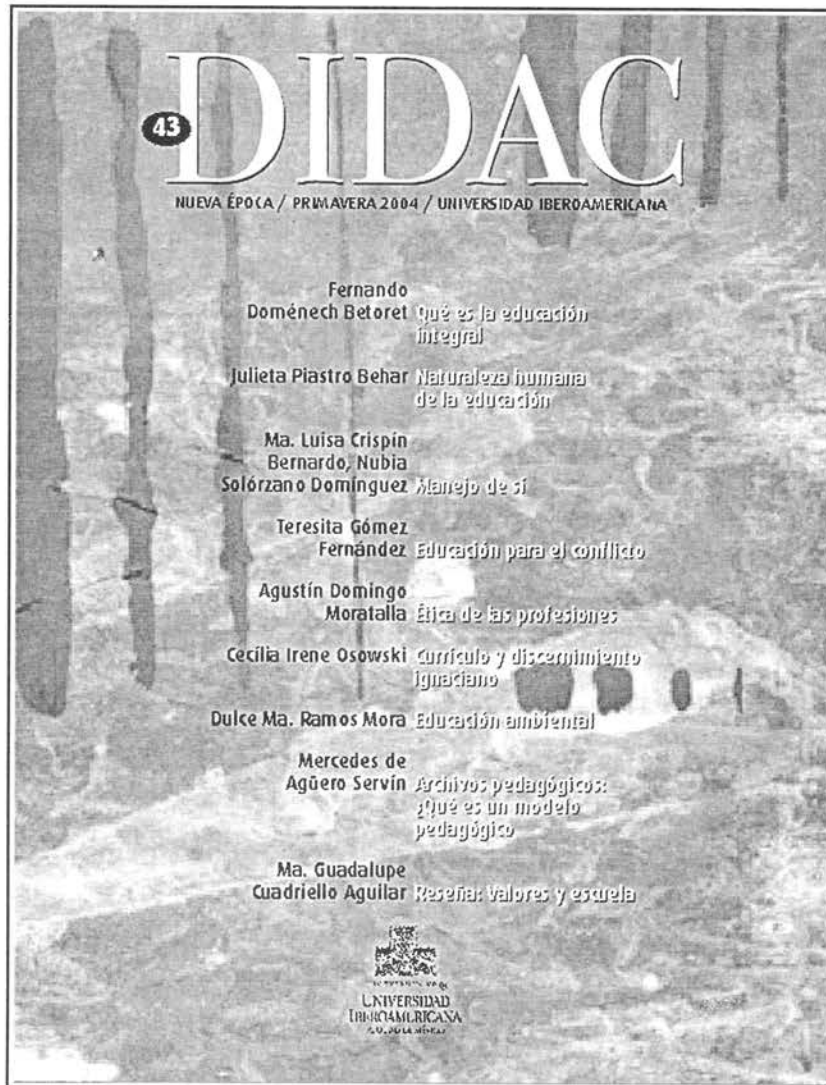 43
DIDAC
NUEVA ÉPOCA / PRIMAVERA 2004 / UNIVERSIDAD IBEROAMERICANA
Fernando
Doménech Betoret Qué es la educación
integral
Julieta Piastro Behar Naturaleza humana
de la educación
Ma. Luisa Crispín
Bernardo, Nubia
Solórzano Domínguez Manejo de sí
Teresita Gómez
Fernández Educación para el conflicto
Agustín Domingo
Moratalla Ética de las profesiones
Cecília Irene Osowski Currículo y discernimiento
ignaciano
Dulce Ma. Ramos Mora Educación ambiental
Mercedes de
Agüero Servín Archivos pedagógicos:
¿Qué es un modelo
pedagógico
Ma. Guadalupe
Cuadriello Aguilar Reseña: Valores y escuela
UNIVERSIDAD
IBEROAMERICANA